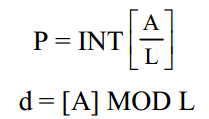 P = INT[A/L]
d = [A] MOD L